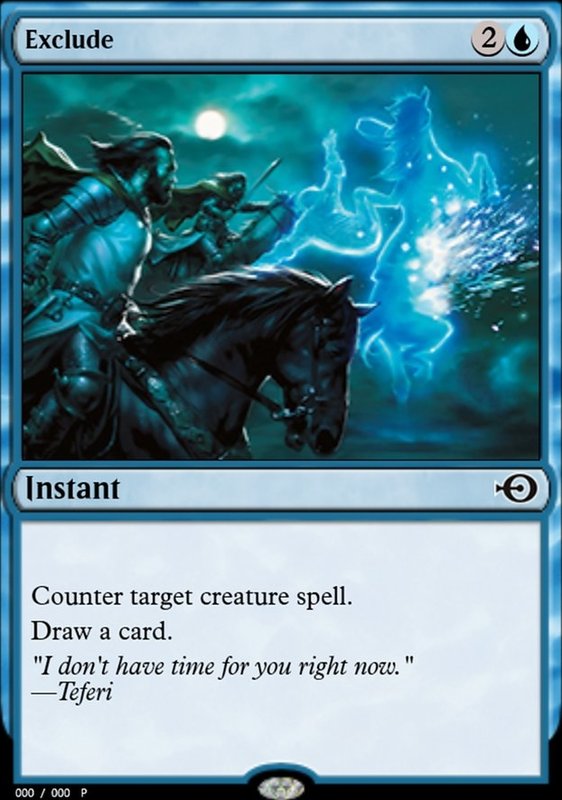 Exclude 2
Instant
Counter target creature spell.
Draw a card.
"I don't have time for you right now."
—Teferi
000 / 000 P